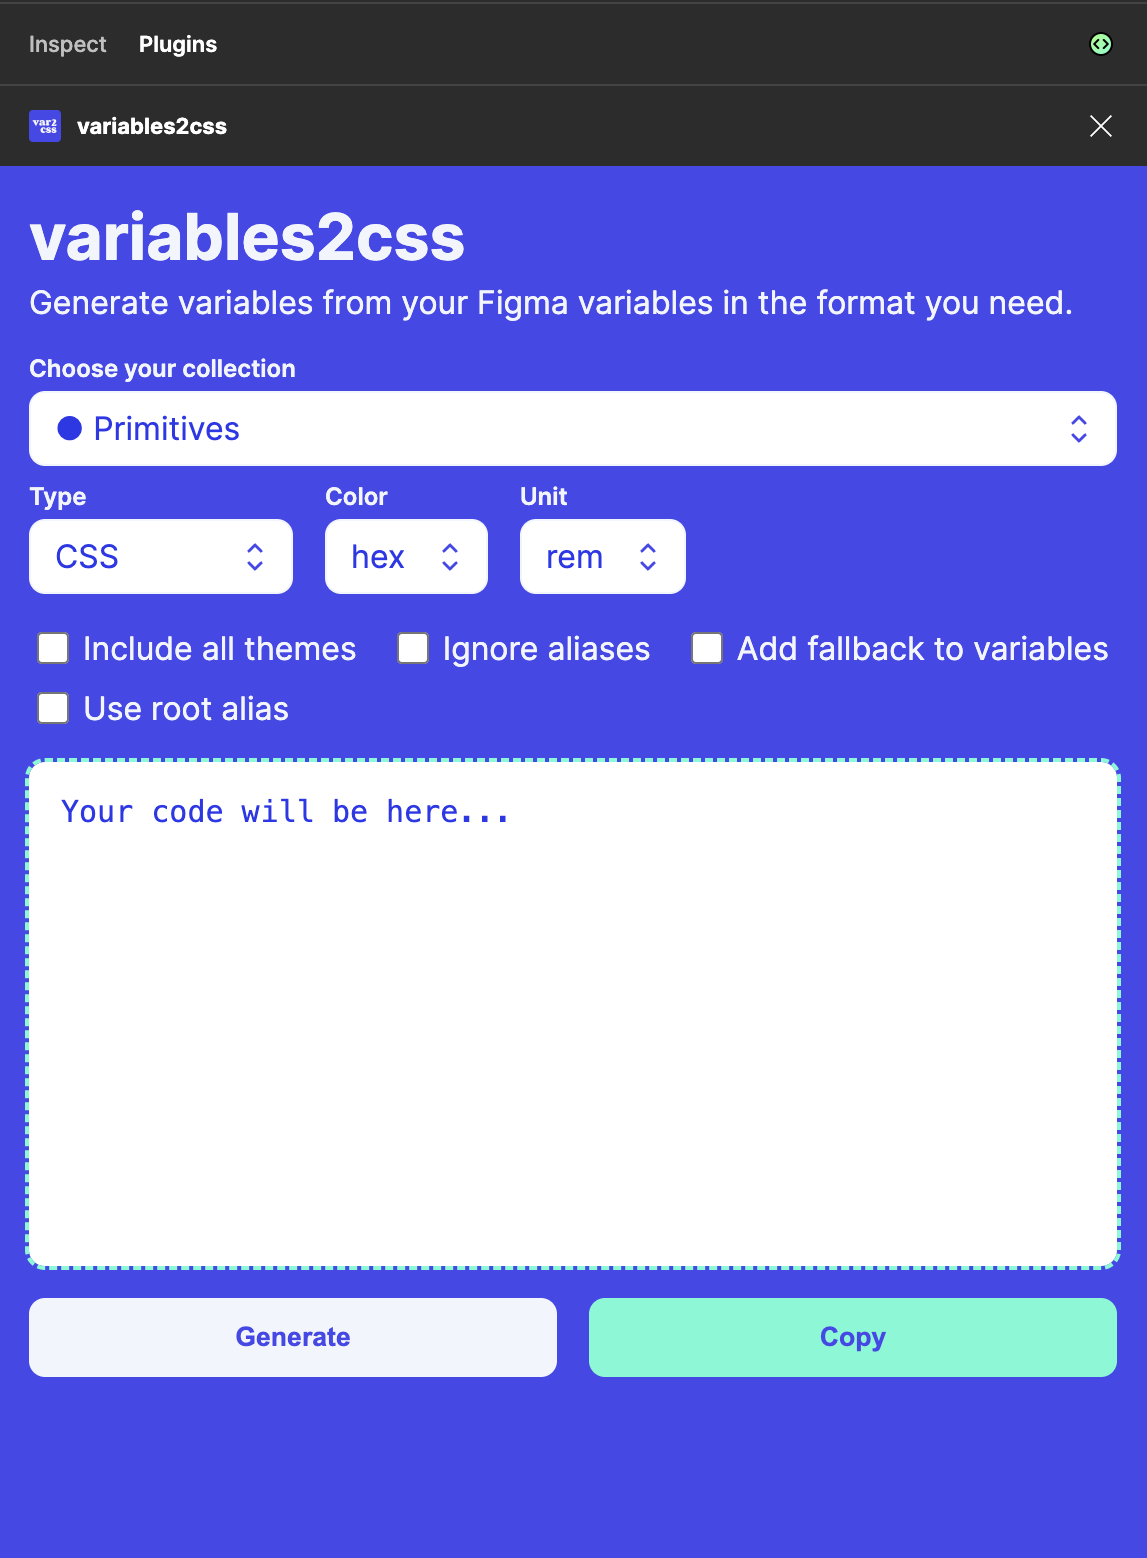 Inspect Plugins
var2
css
variables2css
variables2css
Generate variables from your Figma variables in the format you need.
Choose your collection
Primitives
Type Color Unit
CSS hex rem
Include all themes Ignore aliases Add fallback to variables
Use root alias
Your code will be here...
Generate Copy